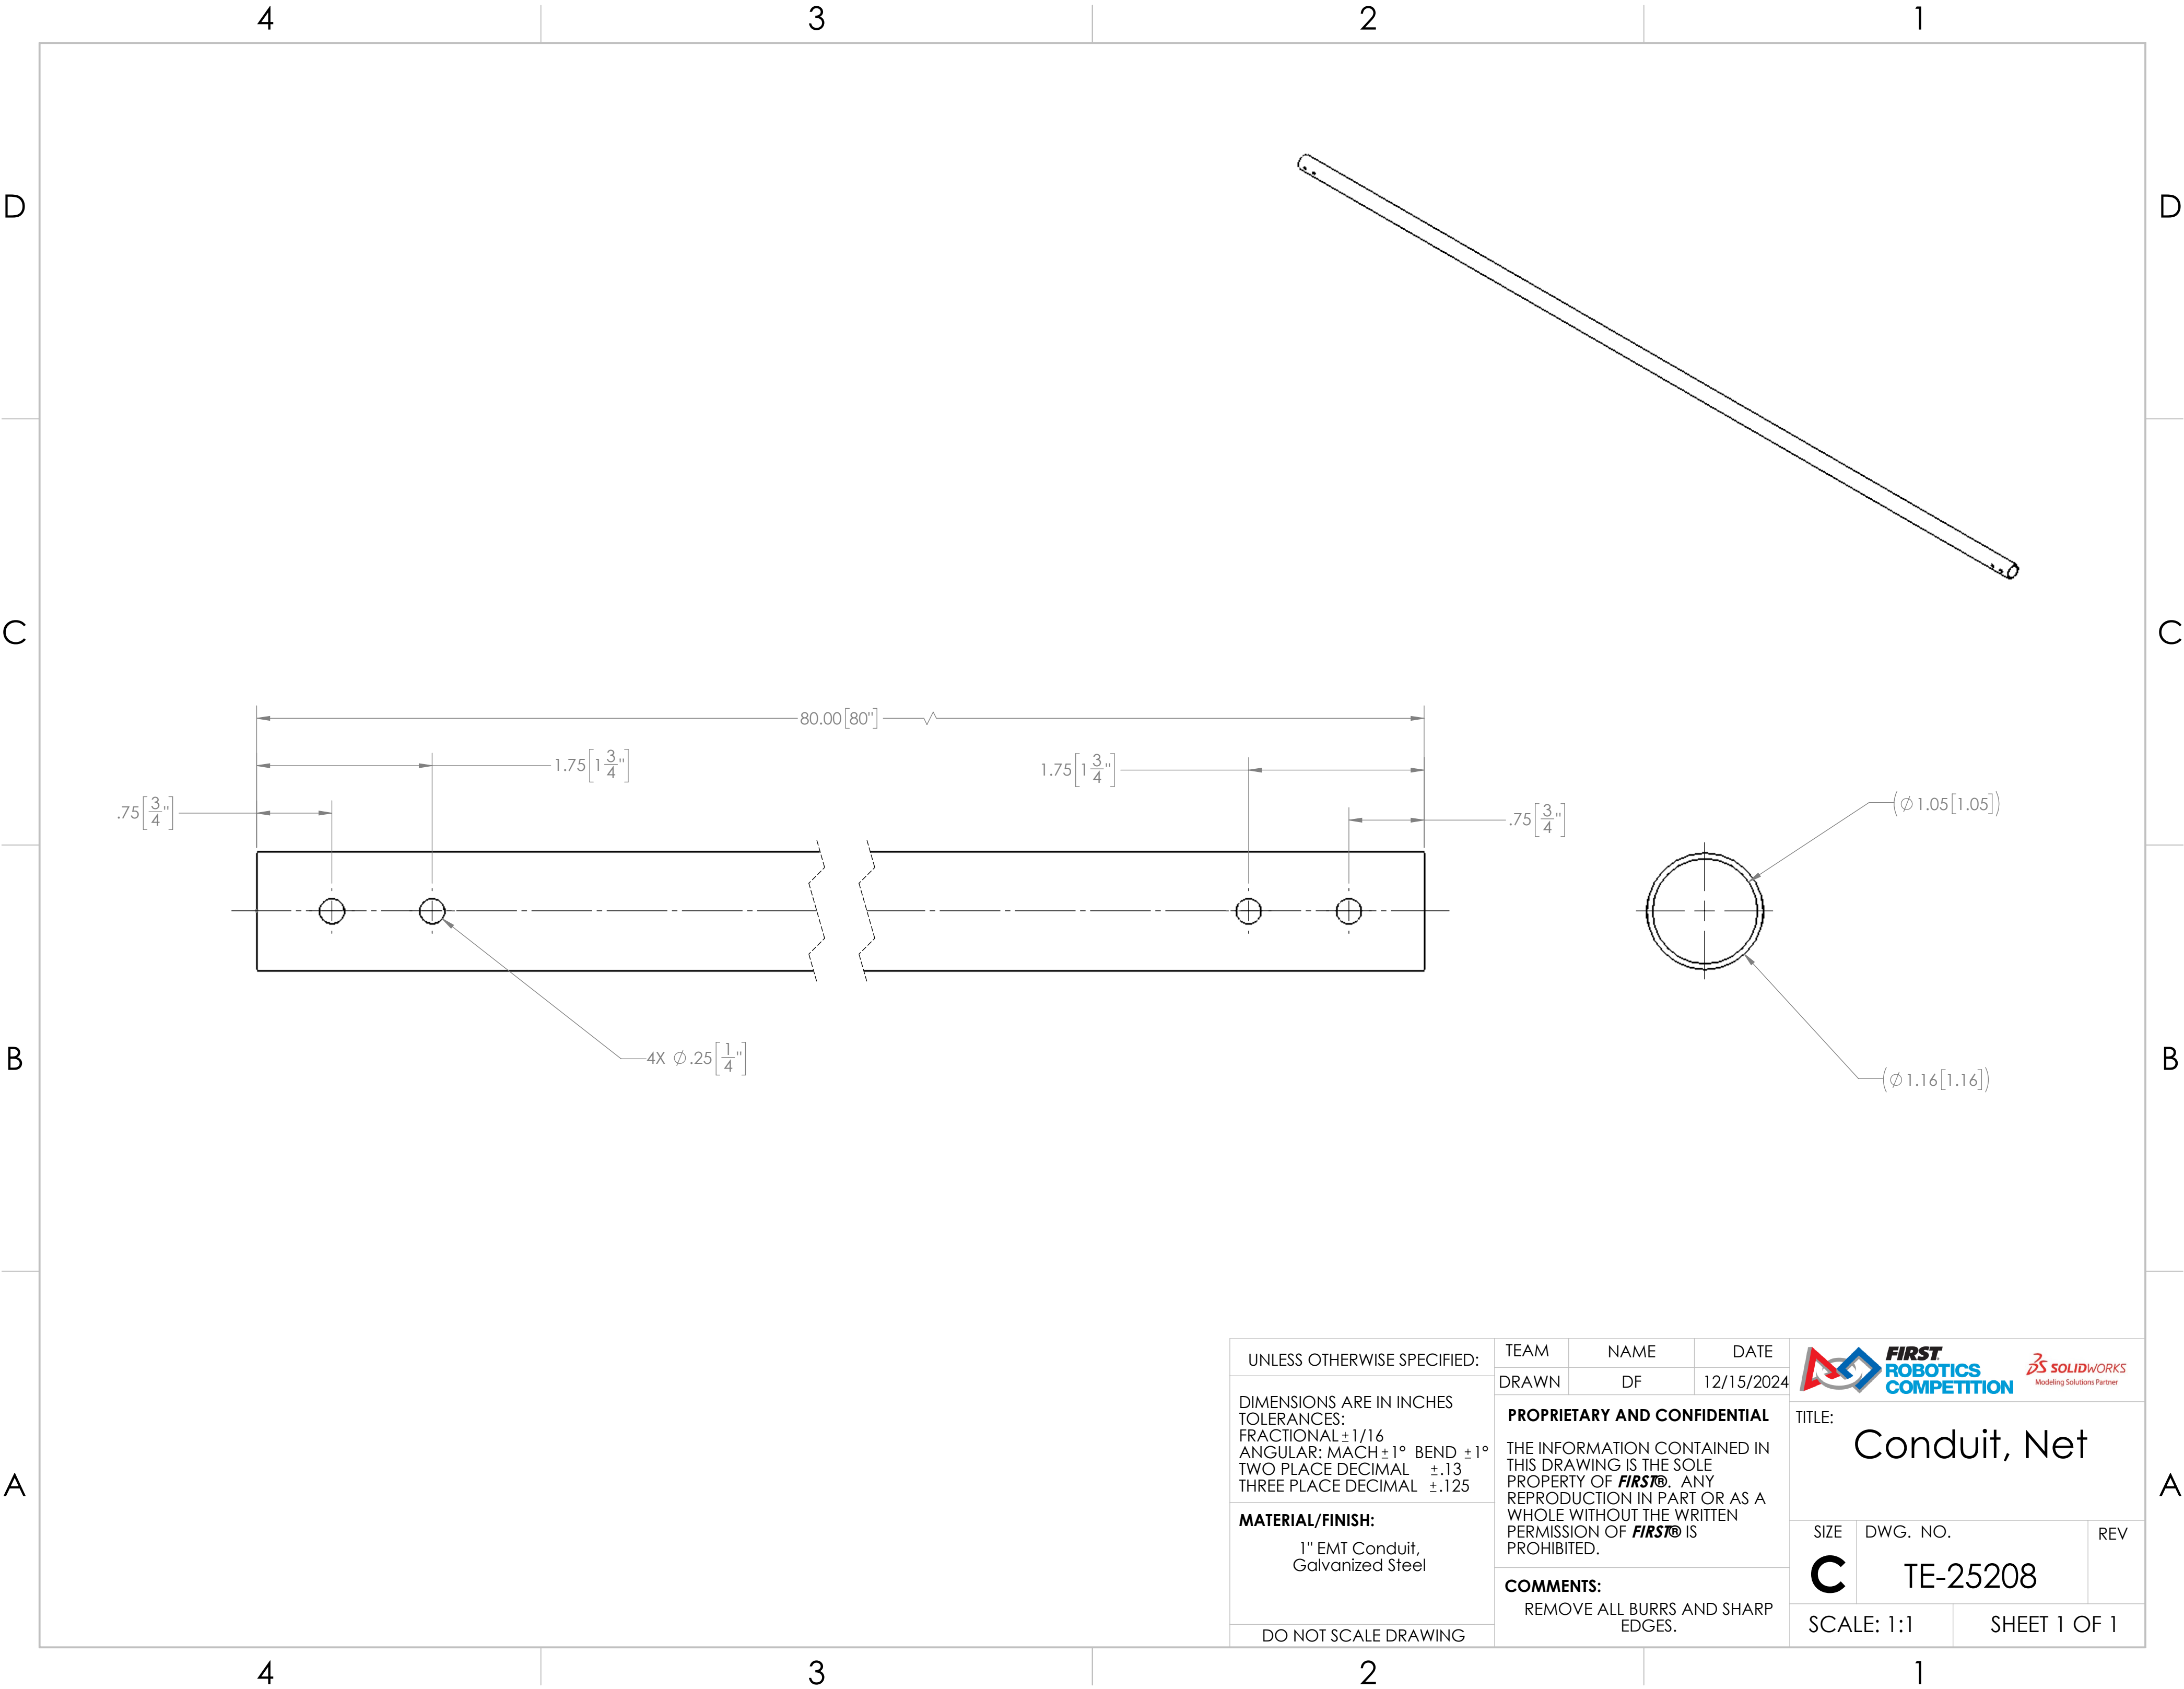 4 3 2 1
D D
C C
80.00[80"]
1.75[1 3/4"]
1.75[1 3/4"]
.75[3/4"]
.75[3/4"]
(⌀1.05[1.05])
4X ⌀.25[1/4"]
(⌀1.16[1.16])
B B
A A
UNLESS OTHERWISE SPECIFIED:
DIMENSIONS ARE IN INCHES
TOLERANCES:
FRACTIONAL±1/16
ANGULAR: MACH±1° BEND ±1°
TWO PLACE DECIMAL ±.13
THREE PLACE DECIMAL ±.125
MATERIAL/FINISH:
1" EMT Conduit,
Galvanized Steel
DO NOT SCALE DRAWING
TEAM NAME DATE
DRAWN DF 12/15/2024
PROPRIETARY AND CONFIDENTIAL
THE INFORMATION CONTAINED IN
THIS DRAWING IS THE SOLE
PROPERTY OF FIRST®. ANY
REPRODUCTION IN PART OR AS A
WHOLE WITHOUT THE WRITTEN
PERMISSION OF FIRST® IS
PROHIBITED.
COMMENTS:
REMOVE ALL BURRS AND SHARP
EDGES.
FIRST
ROBOTICS
COMPETITION
SOLIDWORKS
Modeling Solutions Partner
TITLE:
Conduit, Net
SIZE DWG. NO. REV
C TE-25208
SCALE: 1:1 SHEET 1 OF 1
4 3 2 1